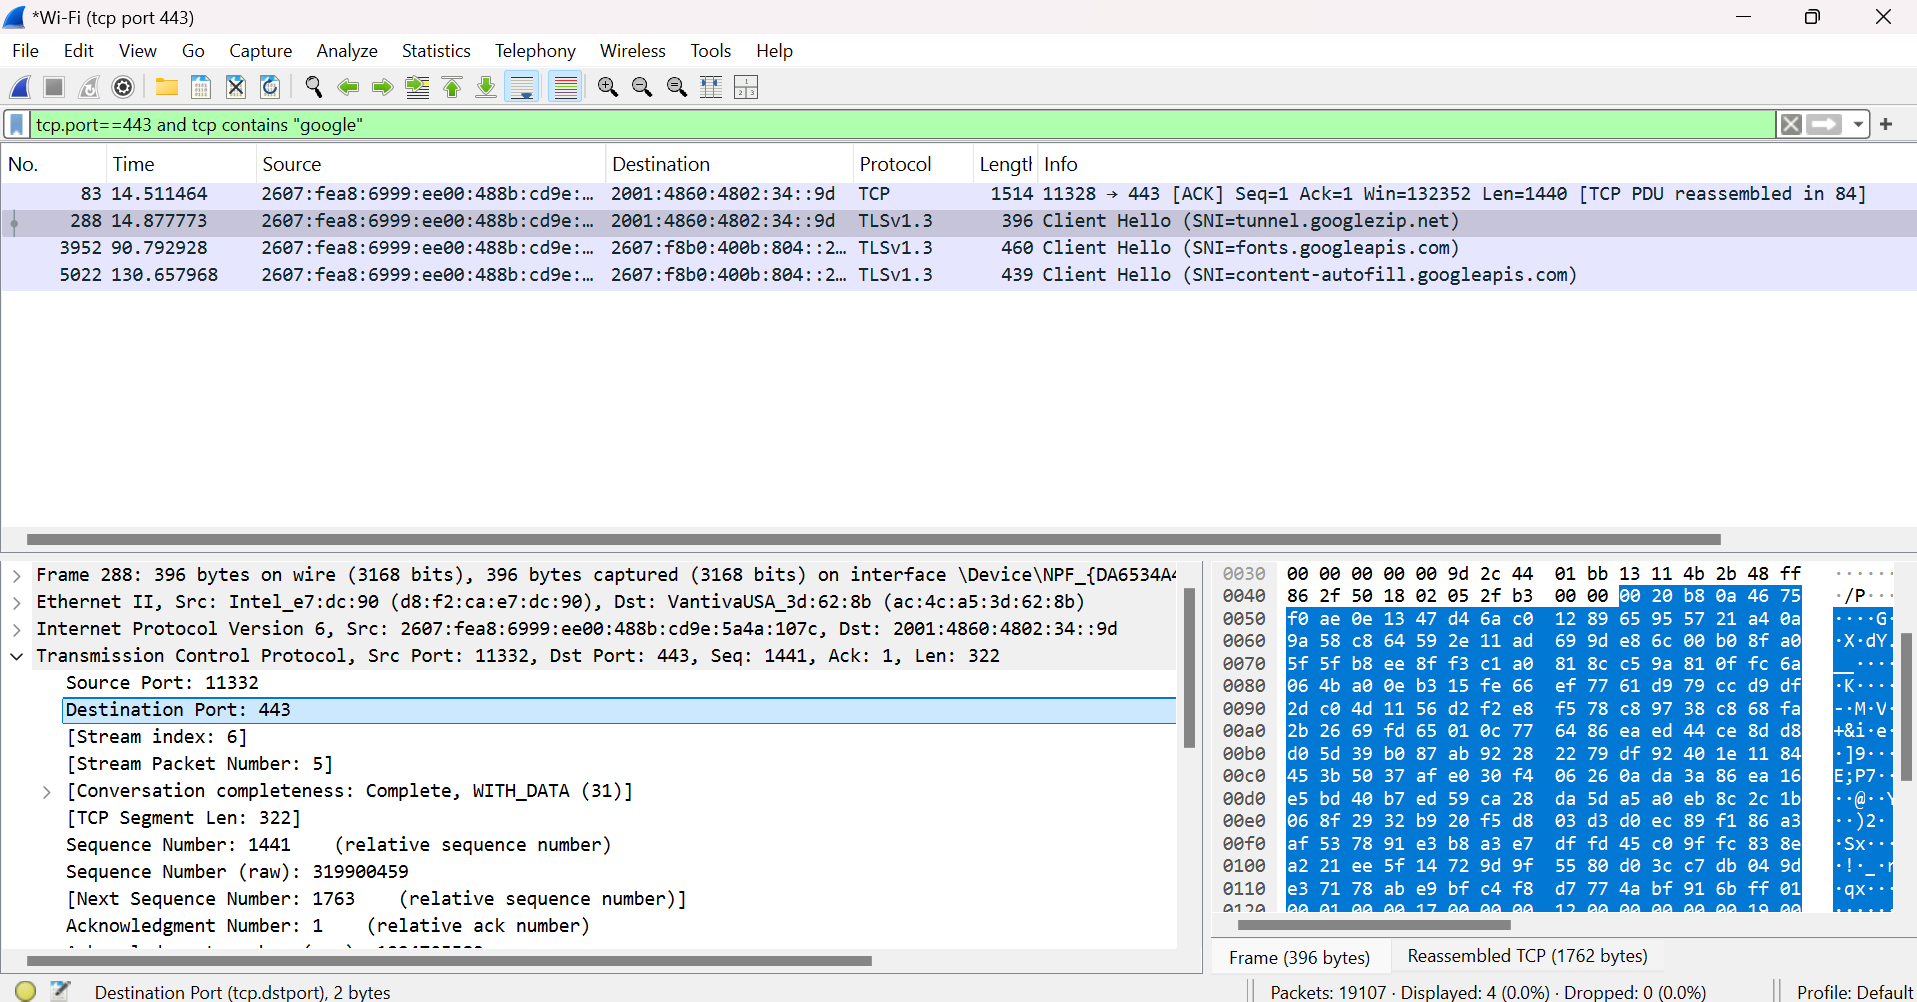 *Wi-Fi (tcp port 443)
File Edit View Go Capture Analyze Statistics Telephony Wireless Tools Help
tcp.port==443 and tcp contains "google"
No. Time Source Destination Protocol Length Info
83 14.511464 2607:fea8:6999:ee00:488b:cd9e:… 2001:4860:4802:34::9d TCP 1514 11328 → 443 [ACK] Seq=1 Ack=1 Win=132352 Len=1440 [TCP PDU reassembled in 84]
288 14.877773 2607:fea8:6999:ee00:488b:cd9e:… 2001:4860:4802:34::9d TLSv1.3 396 Client Hello (SNI=tunnel.googlezip.net)
3952 90.792928 2607:fea8:6999:ee00:488b:cd9e:… 2607:f8b0:400b:804::2… TLSv1.3 460 Client Hello (SNI=fonts.googleapis.com)
5022 130.657968 2607:fea8:6999:ee00:488b:cd9e:… 2607:f8b0:400b:804::2… TLSv1.3 439 Client Hello (SNI=content-autofill.googleapis.com)
Frame 288: 396 bytes on wire (3168 bits), 396 bytes captured (3168 bits) on interface \Device\NPF_{DA6534A4
Ethernet II, Src: Intel_e7:dc:90 (d8:f2:ca:e7:dc:90), Dst: VantivaUSA_3d:62:8b (ac:4c:a5:3d:62:8b)
Internet Protocol Version 6, Src: 2607:fea8:6999:ee00:488b:cd9e:5a4a:107c, Dst: 2001:4860:4802:34::9d
Transmission Control Protocol, Src Port: 11332, Dst Port: 443, Seq: 1441, Ack: 1, Len: 322
Source Port: 11332
Destination Port: 443
[Stream index: 6]
[Stream Packet Number: 5]
[Conversation completeness: Complete, WITH_DATA (31)]
[TCP Segment Len: 322]
Sequence Number: 1441 (relative sequence number)
Sequence Number (raw): 319900459
[Next Sequence Number: 1763 (relative sequence number)]
Acknowledgment Number: 1 (relative ack number)
0030 00 00 00 00 00 9d 2c 44 01 bb 13 11 4b 2b 48 ff ······
0040 86 2f 50 18 02 05 2f b3 00 00 00 20 b8 0a 46 75 ·/P···
0050 f0 ae 0e 13 47 d4 6a c0 12 89 65 95 57 21 a4 0a ····G·
0060 9a 58 c8 64 59 2e 11 ad 69 9d e8 6c 00 b0 8f a0 ·X·dY.
0070 5f 5f b8 ee 8f f3 c1 a0 81 8c c5 9a 81 0f fc 6a __····
0080 06 4b a0 0e b3 15 fe 66 ef 77 61 d9 79 cc d9 df ·K····
0090 2d c0 4d 11 56 d2 f2 e8 f5 78 c8 97 38 c8 68 fa -·M·V·
00a0 2b 26 69 fd 65 01 0c 77 64 86 ea ed 44 ce 8d d8 +&i·e·
00b0 d0 5d 39 b0 87 ab 92 28 22 79 df 92 40 1e 11 84 ·]9···
00c0 45 3b 50 37 af e0 30 f4 06 26 0a da 3a 86 ea 16 E;P7··
00d0 e5 bd 40 b7 ed 59 ca 28 da 5d a5 a0 eb 8c 2c 1b ··@··Y
00e0 06 8f 29 32 b9 20 f5 d8 03 d3 d0 ec 89 f1 86 a3 ··)2·
00f0 af 53 78 91 e3 b8 a3 e7 df fd 45 c0 9f fc 83 8e ·Sx···
0100 a2 21 ee 5f 14 72 9d 9f 55 80 d0 3c c7 db 04 9d ·!·_·r
0110 e3 71 78 ab e9 bf c4 f8 d7 77 4a bf 91 6b ff 01 ·qx···
0120 00 01 00 00 17 00 00 00 12 00 00 00 00 00 19 00
Frame (396 bytes) Reassembled TCP (1762 bytes)
Destination Port (tcp.dstport), 2 bytes
Packets: 19107 · Displayed: 4 (0.0%) · Dropped: 0 (0.0%)
Profile: Default